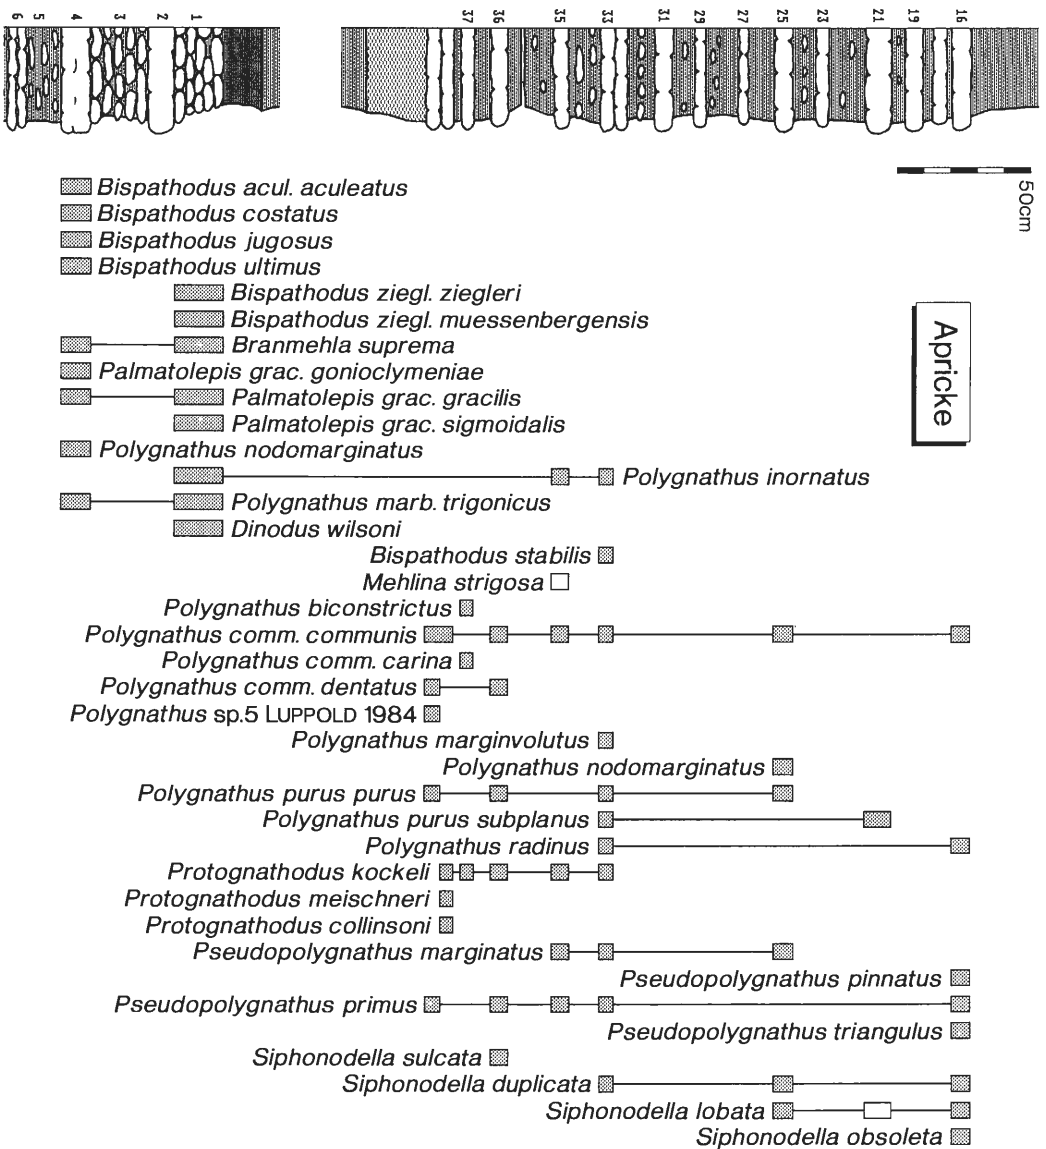 6 5 4 3 2 1 37 36 35 33 31 29 27 25 23 21 19 16
50cm
Apricke
Bispathodus acul. aculeatus
Bispathodus costatus
Bispathodus jugosus
Bispathodus ultimus
Bispathodus ziegl. ziegleri
Bispathodus ziegl. muessenbergensis
Branmehla suprema
Palmatolepis grac. gonioclymeniae
Palmatolepis grac. gracilis
Palmatolepis grac. sigmoidalis
Polygnathus nodomarginatus
Polygnathus inornatus
Polygnathus marb. trigonicus
Dinodus wilsoni
Bispathodus stabilis
Mehlina strigosa
Polygnathus biconstrictus
Polygnathus comm. communis
Polygnathus comm. carina
Polygnathus comm. dentatus
Polygnathus sp.5 LUPPOLD 1984
Polygnathus marginvolutus
Polygnathus nodomarginatus
Polygnathus purus purus
Polygnathus purus subplanus
Polygnathus radinus
Protognathodus kockeli
Protognathodus meischneri
Protognathodus collinsoni
Pseudopolygnathus marginatus
Pseudopolygnathus pinnatus
Pseudopolygnathus primus
Pseudopolygnathus triangulus
Siphonodella sulcata
Siphonodella duplicata
Siphonodella lobata
Siphonodella obsoleta